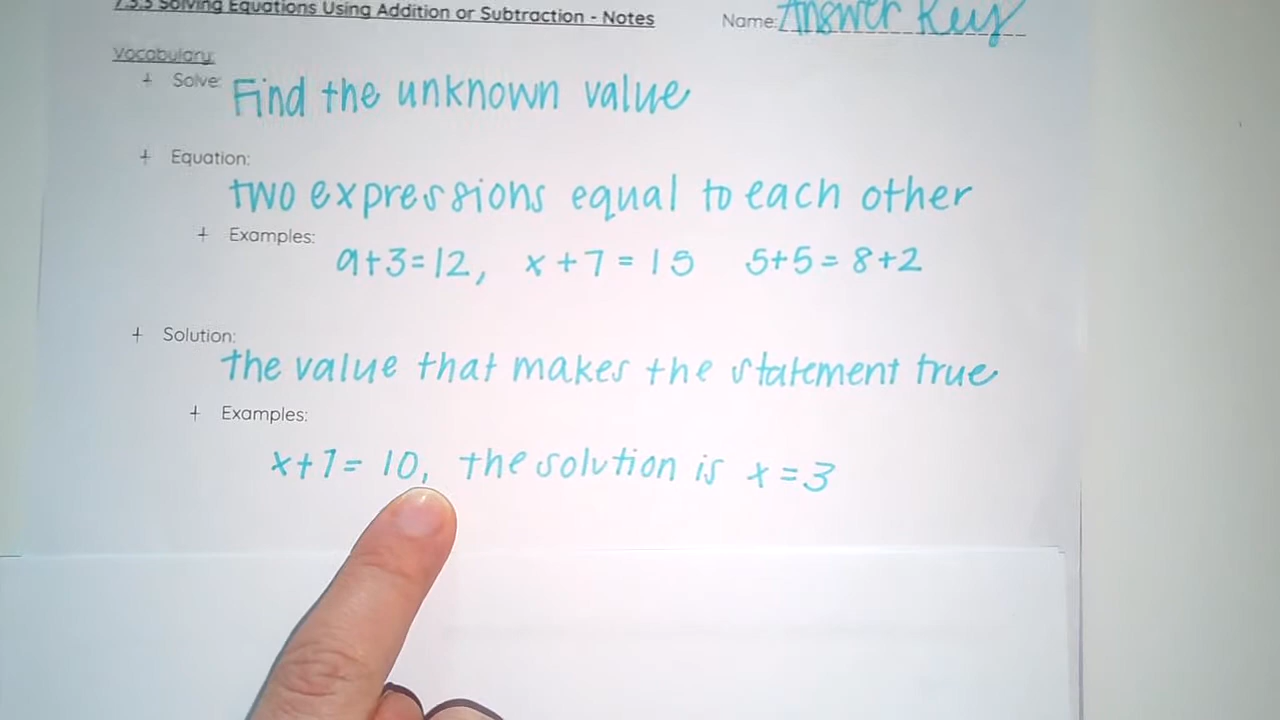 7.3.3 Solving Equations Using Addition or Subtraction - Notes Name: Answer Key
Vocabulary:
+ Solve: Find the unknown value
+ Equation:
two expressions equal to each other
+ Examples:
a+3=12, x+7=15 5+5=8+2
+ Solution:
the value that makes the statement true
+ Examples:
x+7=10, the solution is x=3